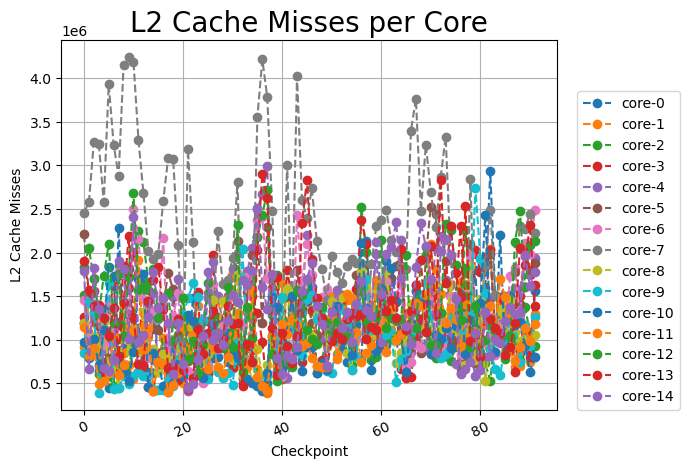 L2 Cache Misses per Core
1e6
4.0
3.5
3.0
2.5
2.0
1.5
1.0
0.5
L2 Cache Misses
0
20
40
60
80
Checkpoint
core-0
core-1
core-2
core-3
core-4
core-5
core-6
core-7
core-8
core-9
core-10
core-11
core-12
core-13
core-14